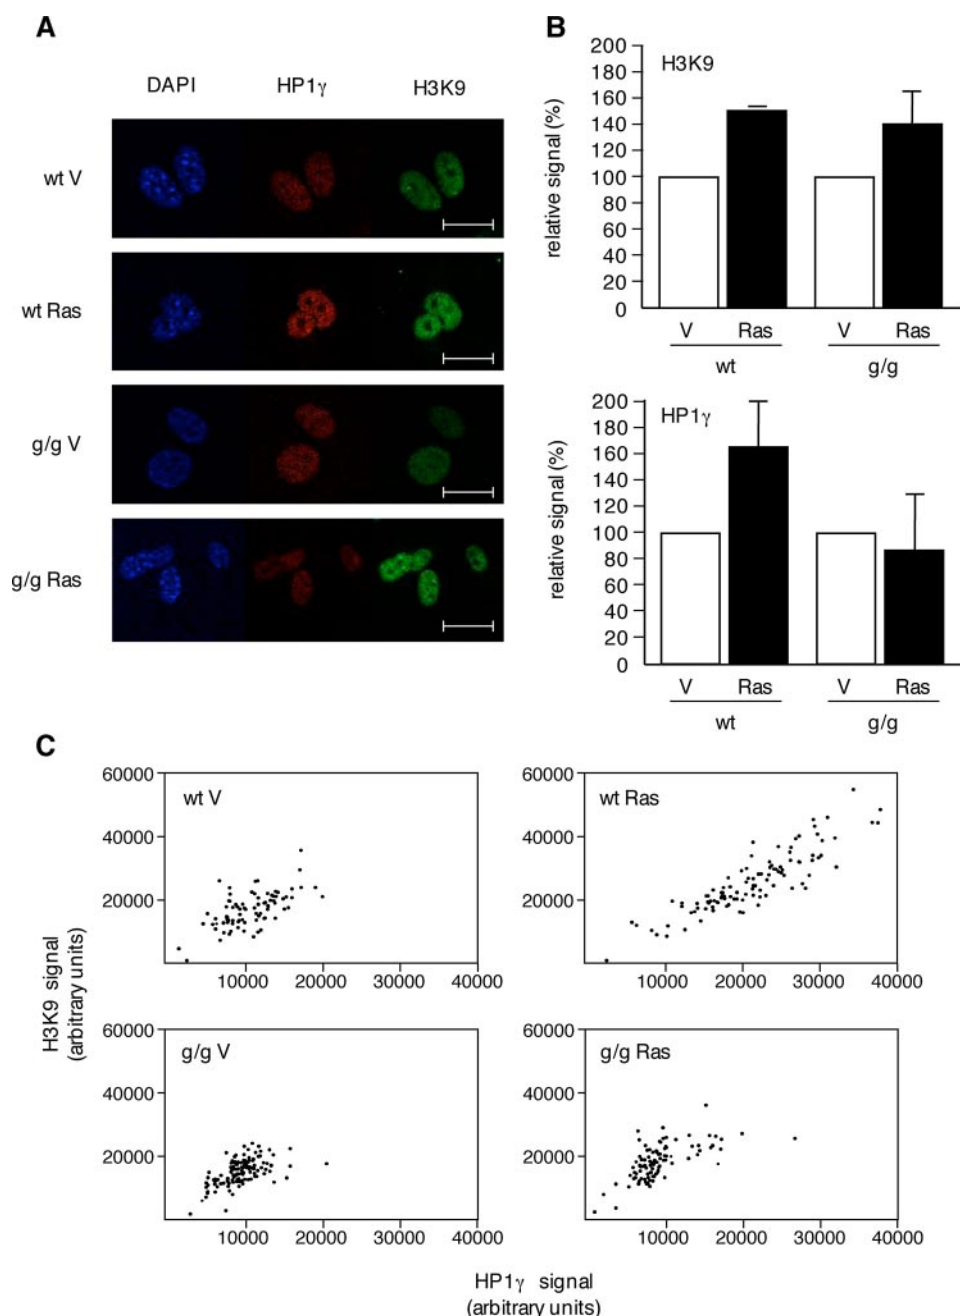 A
DAPI HP1γ H3K9
wt V
wt Ras
g/g V
g/g Ras
B
H3K9
relative signal (%)
200
180
160
140
120
100
80
60
40
20
0
V Ras V Ras
wt g/g
HP1γ
relative signal (%)
200
180
160
140
120
100
80
60
40
20
0
V Ras V Ras
wt g/g
C
H3K9 signal
(arbitrary units)
wt V
60000
40000
20000
10000 20000 30000 40000
wt Ras
60000
40000
20000
10000 20000 30000 40000
g/g V
60000
40000
20000
10000 20000 30000 40000
g/g Ras
60000
40000
20000
10000 20000 30000 40000
HP1γ signal
(arbitrary units)